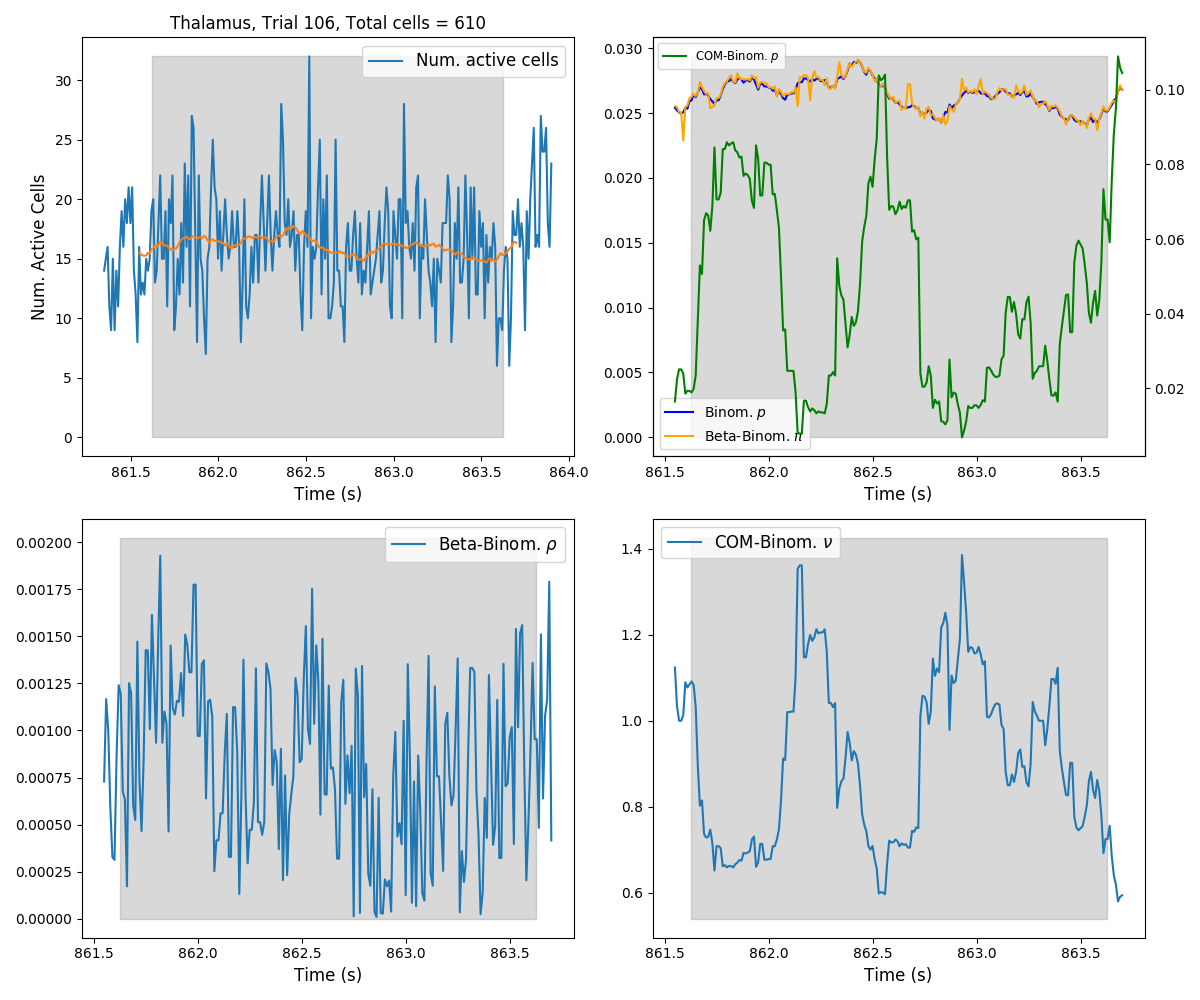 Thalamus, Trial 106, Total cells = 610
Num. active cells
30
25
20
15
10
5
0
Num. Active Cells
861.5 862.0 862.5 863.0 863.5 864.0
Time (s)
COM-Binom. p
0.030
0.025
0.020
0.015
0.010
0.005
0.000
0.10
0.08
0.06
0.04
0.02
Binom. p
Beta-Binom. π
861.5 862.0 862.5 863.0 863.5
Time (s)
Beta-Binom. ρ
0.00200
0.00175
0.00150
0.00125
0.00100
0.00075
0.00050
0.00025
0.00000
861.5 862.0 862.5 863.0 863.5
Time (s)
COM-Binom. ν
1.4
1.2
1.0
0.8
0.6
861.5 862.0 862.5 863.0 863.5
Time (s)